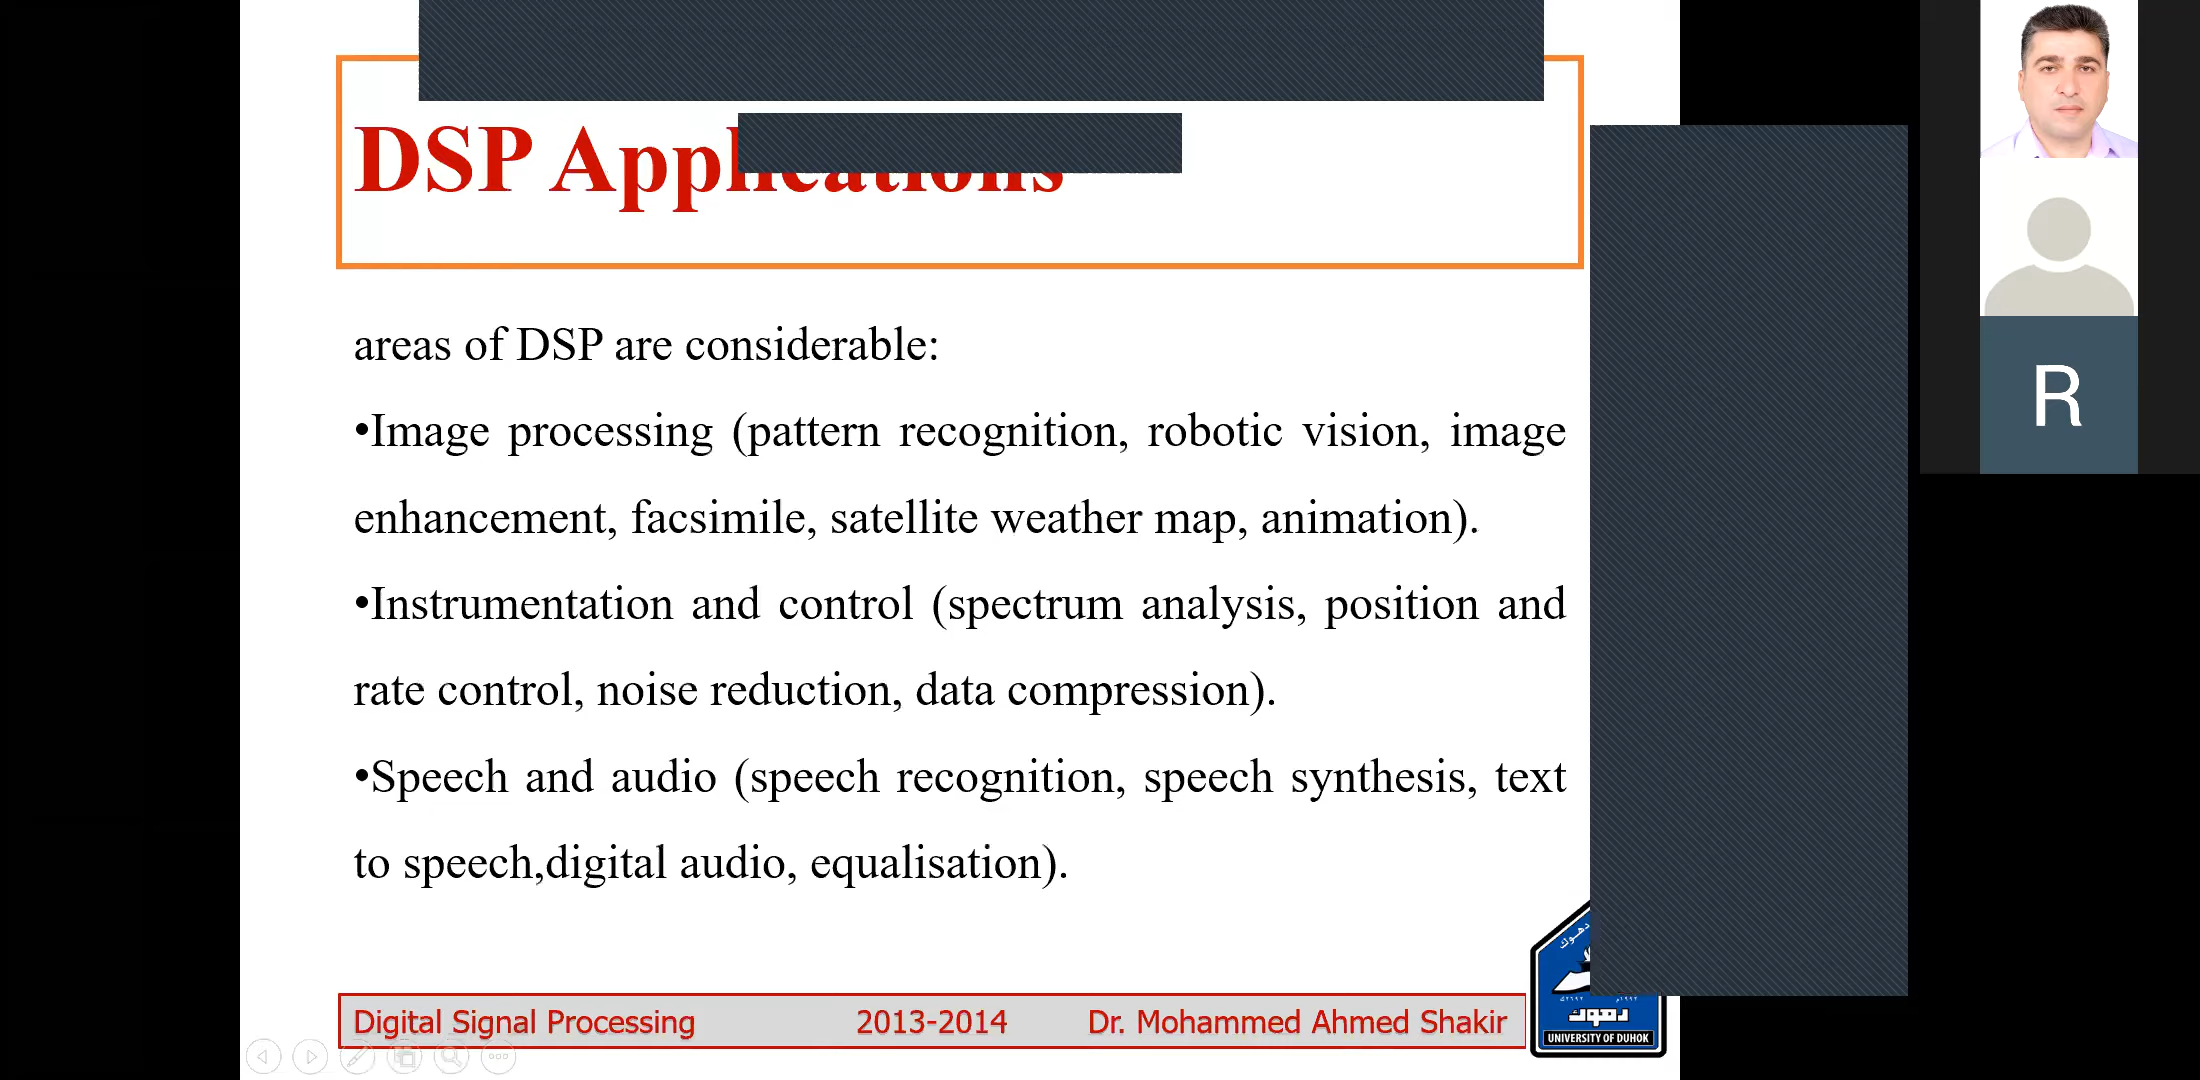 DSP Applications
areas of DSP are considerable:
•Image processing (pattern recognition, robotic vision, image
enhancement, facsimile, satellite weather map, animation).
•Instrumentation and control (spectrum analysis, position and
rate control, noise reduction, data compression).
•Speech and audio (speech recognition, speech synthesis, text
to speech,digital audio, equalisation).
Digital Signal Processing 2013-2014 Dr. Mohammed Ahmed Shakir
دهوك
UNIVERSITY OF DUHOK
R